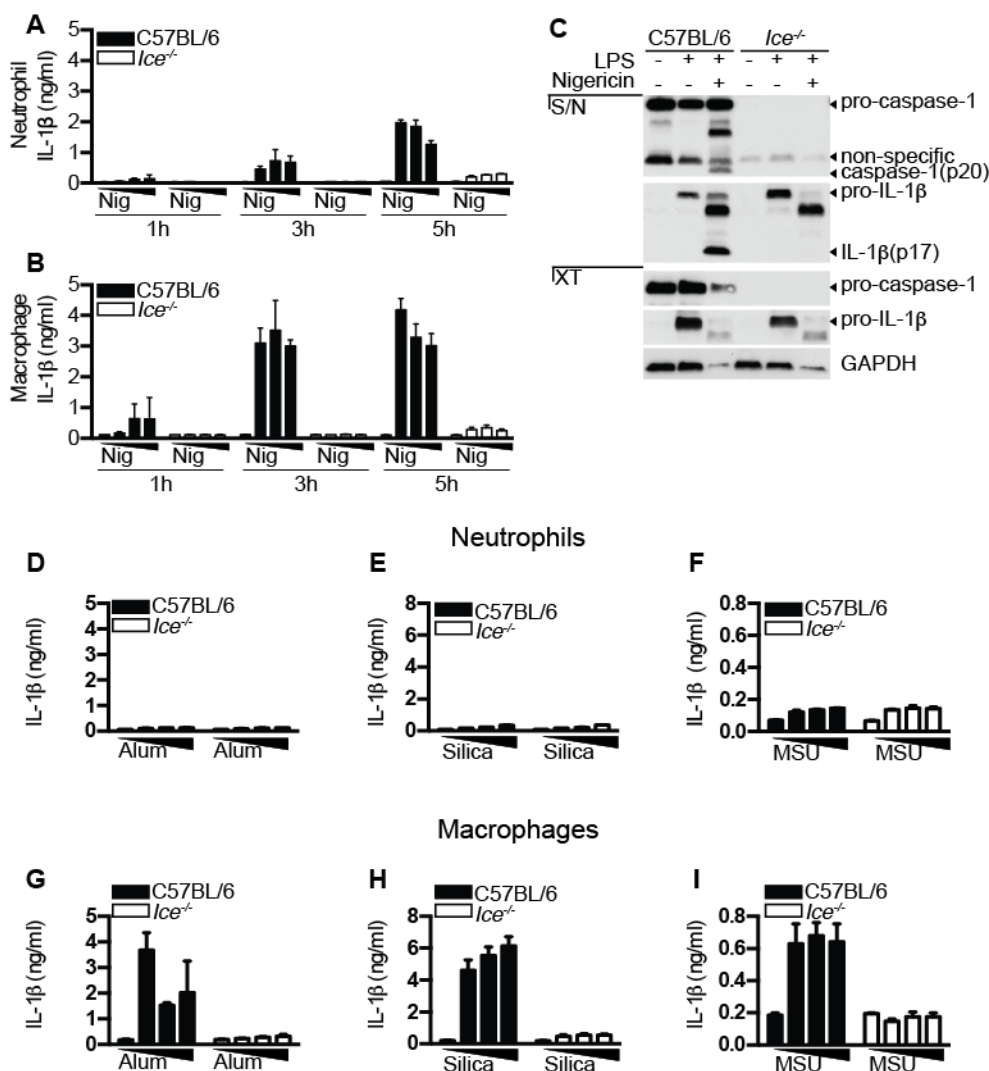 A
C57BL/6
Ice-/-
Neutrophil
IL-1β (ng/ml)
5
4
3
2
1
0
Nig Nig Nig Nig Nig Nig
1h 3h 5h
B
C57BL/6
Ice-/-
Macrophage
IL-1β (ng/ml)
5
4
3
2
1
0
Nig Nig Nig Nig Nig Nig
1h 3h 5h
C
C57BL/6 Ice-/-
LPS - + + - + +
Nigericin - - + - - +
S/N
pro-caspase-1
non-specific
caspase-1(p20)
pro-IL-1β
IL-1β(p17)
XT
pro-caspase-1
pro-IL-1β
GAPDH
Neutrophils
D
C57BL/6
Ice-/-
IL-1β (ng/ml)
5
4
3
2
1
0
Alum Alum
E
C57BL/6
Ice-/-
IL-1β (ng/ml)
8
6
4
2
0
Silica Silica
F
C57BL/6
Ice-/-
IL-1β (ng/ml)
0.8
0.6
0.4
0.2
0.0
MSU MSU
Macrophages
G
C57BL/6
Ice-/-
IL-1β (ng/ml)
5
4
3
2
1
0
Alum Alum
H
C57BL/6
Ice-/-
IL-1β (ng/ml)
8
6
4
2
0
Silica Silica
I
C57BL/6
Ice-/-
IL-1β (ng/ml)
0.8
0.6
0.4
0.2
0.0
MSU MSU